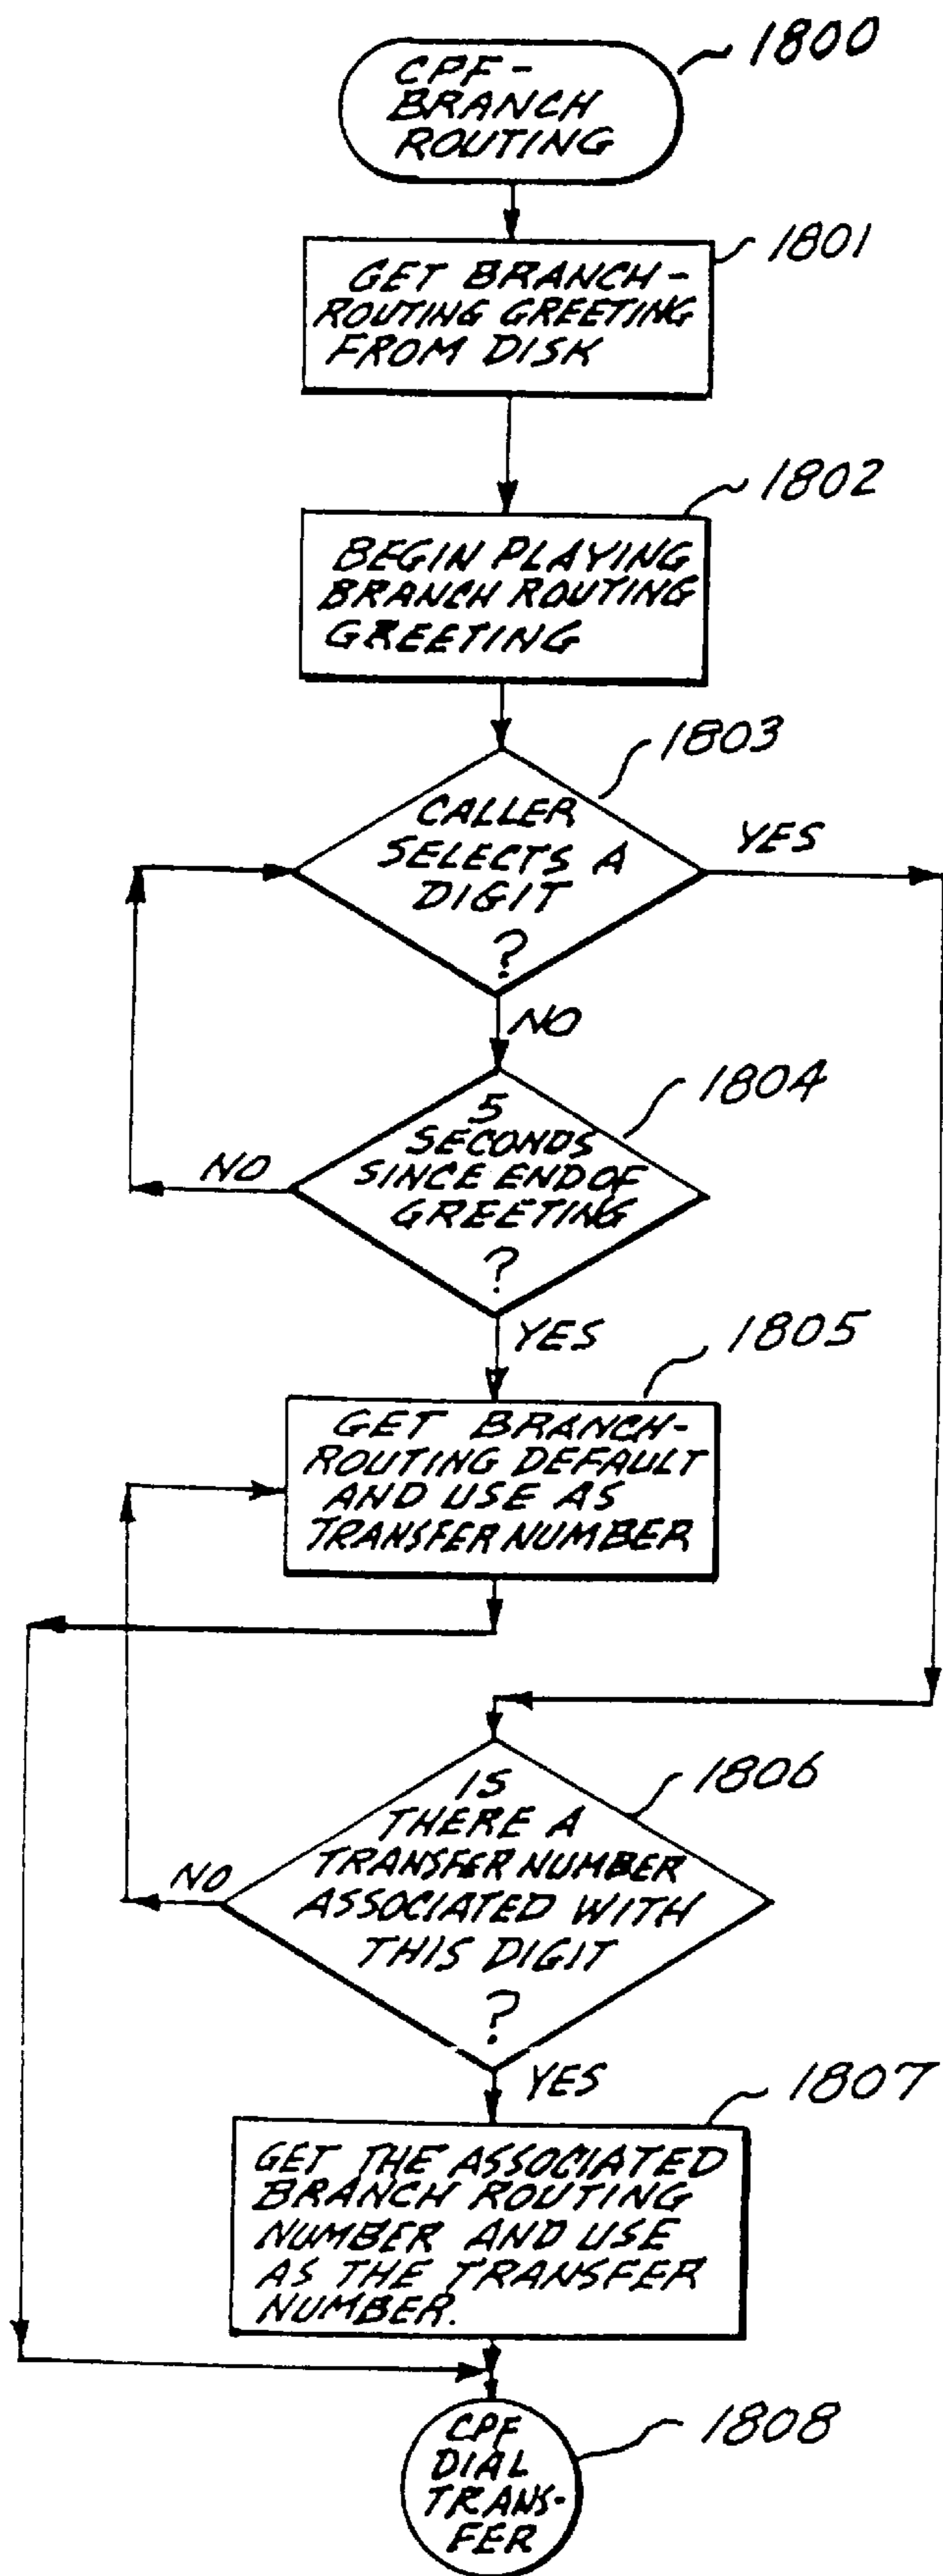 1800
CPF-
BRANCH
ROUTING
1801
GET BRANCH-
ROUTING GREETING
FROM DISK
1802
BEGIN PLAYING
BRANCH ROUTING
GREETING
1803
CALLER
SELECTS A
DIGIT
?
YES
NO
1804
5
SECONDS
SINCE END OF
GREETING
?
NO
YES
1805
GET BRANCH-
ROUTING DEFAULT
AND USE AS
TRANSFER NUMBER
1806
IS
THERE A
TRANSFER NUMBER
ASSOCIATED WITH
THIS DIGIT
?
NO
YES
1807
GET THE ASSOCIATED
BRANCH ROUTING
NUMBER AND USE
AS THE TRANSFER
NUMBER.
1808
CPF
DIAL
TRANS-
FER